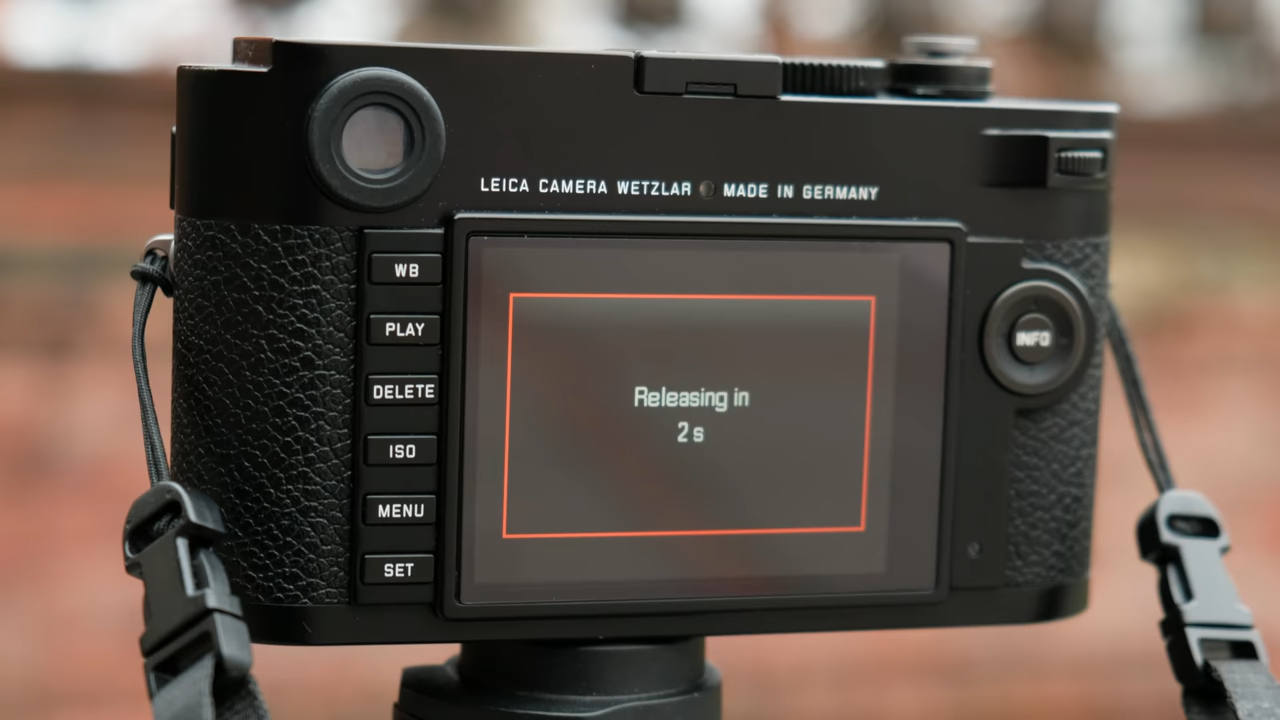 LEICA CAMERA WETZLAR MADE IN GERMANY
WB
PLAY
DELETE
ISO
MENU
SET
Releasing in
2 s
INFO